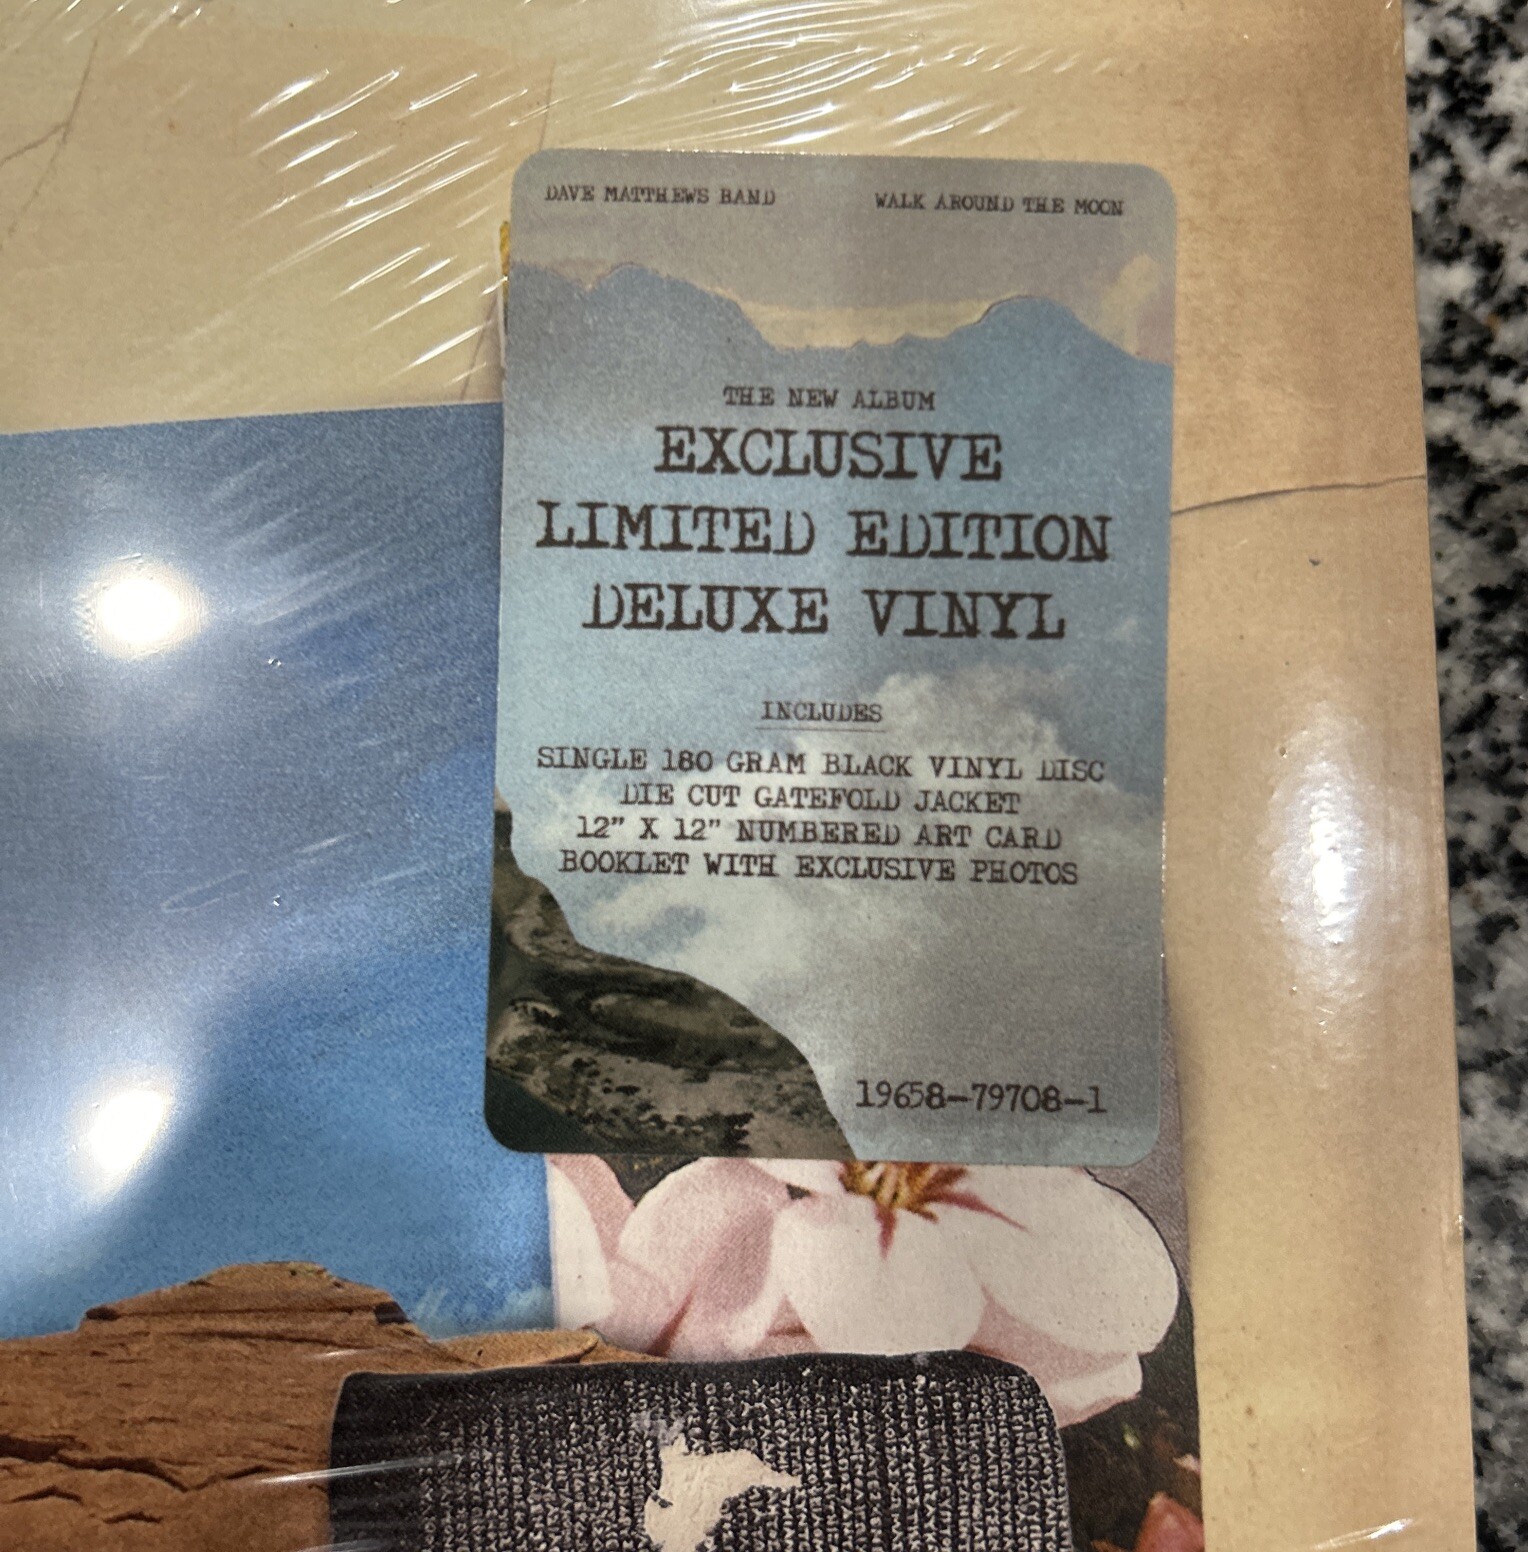 DAVE MATTHEWS BAND
WALK AROUND THE MOON
THE NEW ALBUM
EXCLUSIVE
LIMITED EDITION
DELUXE VINYL
INCLUDES
SINGLE 180 GRAM BLACK VINYL DISC
DIE CUT GATEFOLD JACKET
12" X 12" NUMBERED ART CARD
BOOKLET WITH EXCLUSIVE PHOTOS
19658-79708-1